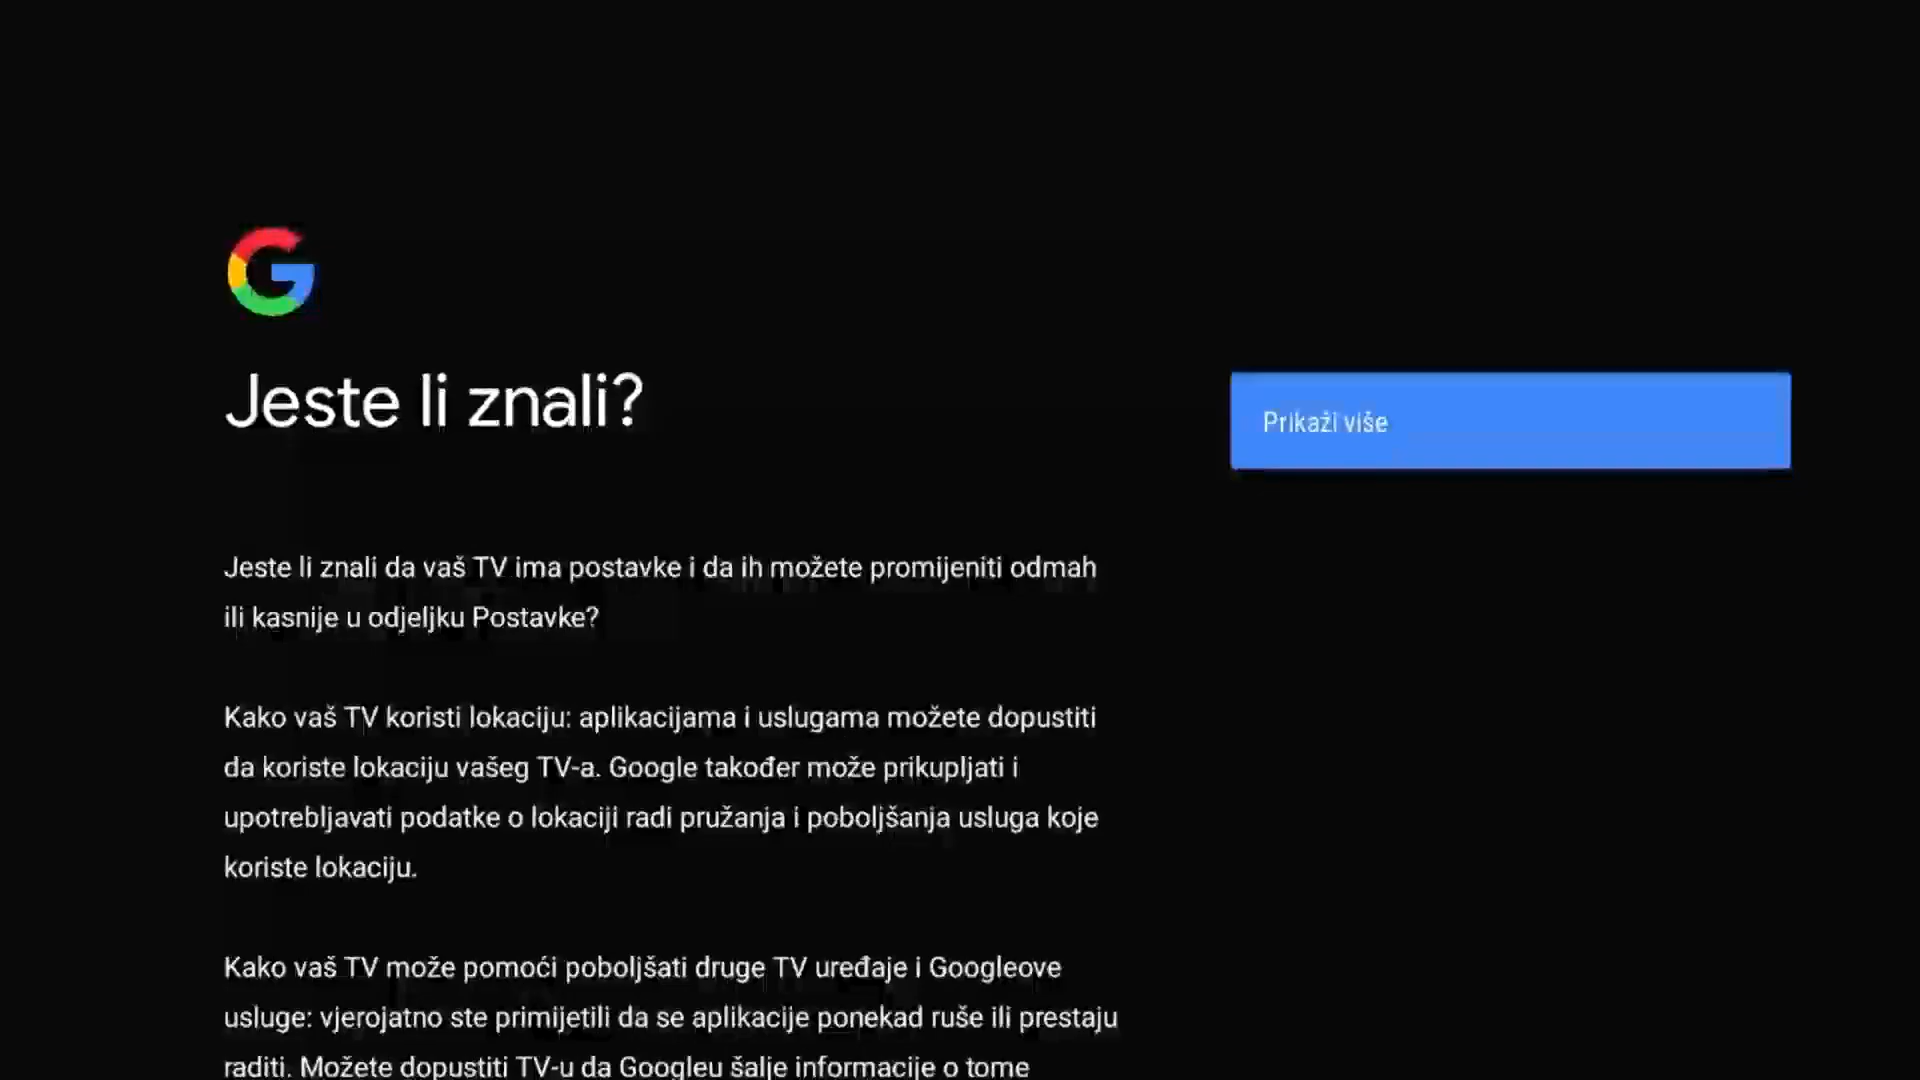 Jeste li znali?
Prikaži više
Jeste li znali da vaš TV ima postavke i da ih možete promijeniti odmah
ili kasnije u odjeljku Postavke?
Kako vaš TV koristi lokaciju: aplikacijama i uslugama možete dopustiti
da koriste lokaciju vašeg TV-a. Google također može prikupljati i
upotrebljavati podatke o lokaciji radi pružanja i poboljšanja usluga koje
koriste lokaciju.
Kako vaš TV može pomoći poboljšati druge TV uređaje i Googleove
usluge: vjerojatno ste primijetili da se aplikacije ponekad ruše ili prestaju
raditi. Možete dopustiti TV-u da Googleu šalje informacije o tome